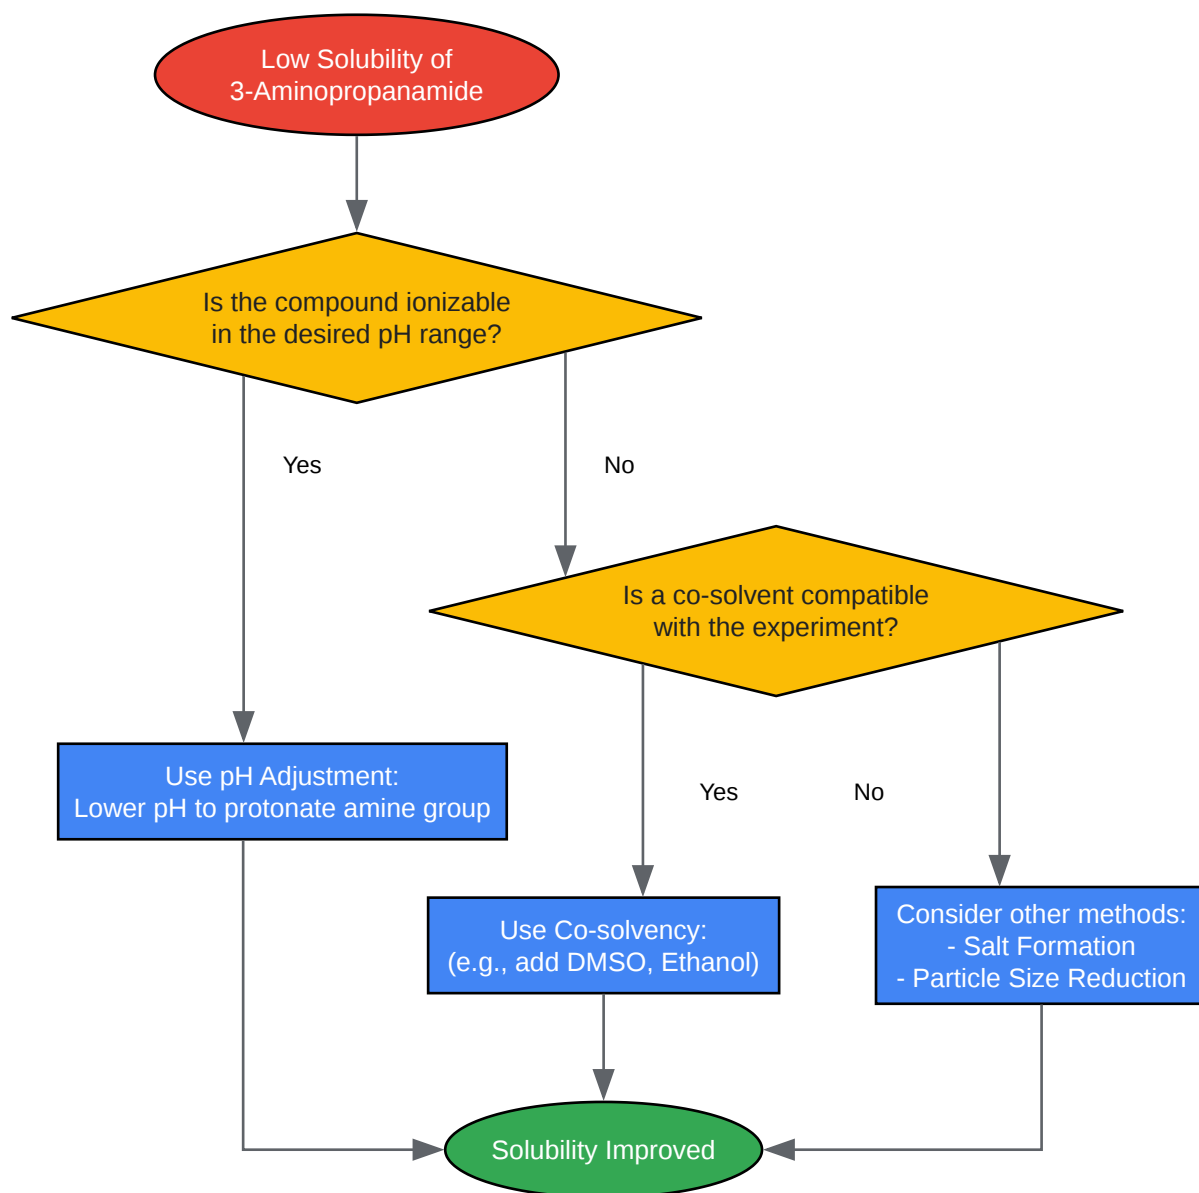 Low Solubility of
3-Aminopropanamide
Is the compound ionizable
in the desired pH range?
Yes
No
Is a co-solvent compatible
with the experiment?
Use pH Adjustment:
Lower pH to protonate amine group
Yes
No
Use Co-solvency:
(e.g., add DMSO, Ethanol)
Consider other methods:
- Salt Formation
- Particle Size Reduction
Solubility Improved